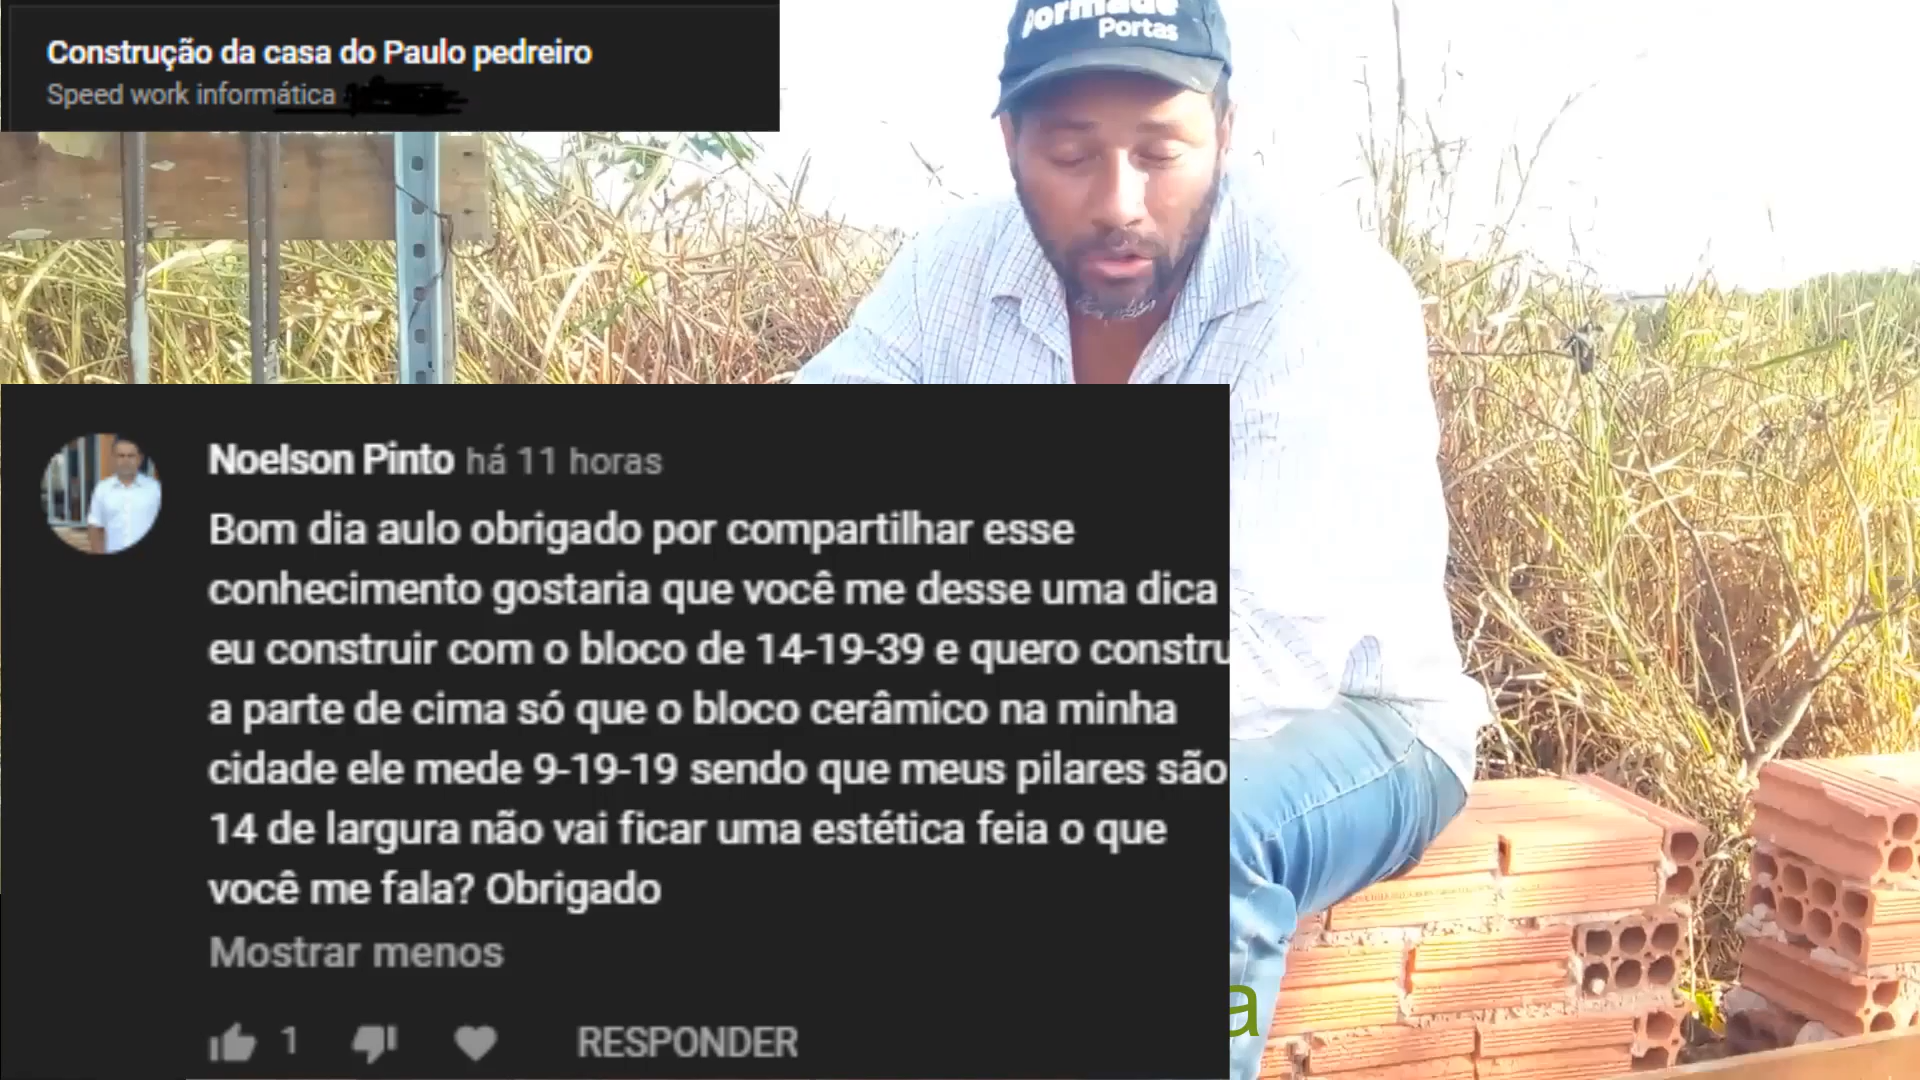 Construção da casa do Paulo pedreiro
Speed work informática
Portas
Noelson Pinto há 11 horas
Bom dia aulo obrigado por compartilhar esse
conhecimento gostaria que você me desse uma dica
eu construir com o bloco de 14-19-39 e quero constru
a parte de cima só que o bloco cerâmico na minha
cidade ele mede 9-19-19 sendo que meus pilares são
14 de largura não vai ficar uma estética feia o que
você me fala? Obrigado
Mostrar menos
1
RESPONDER
a